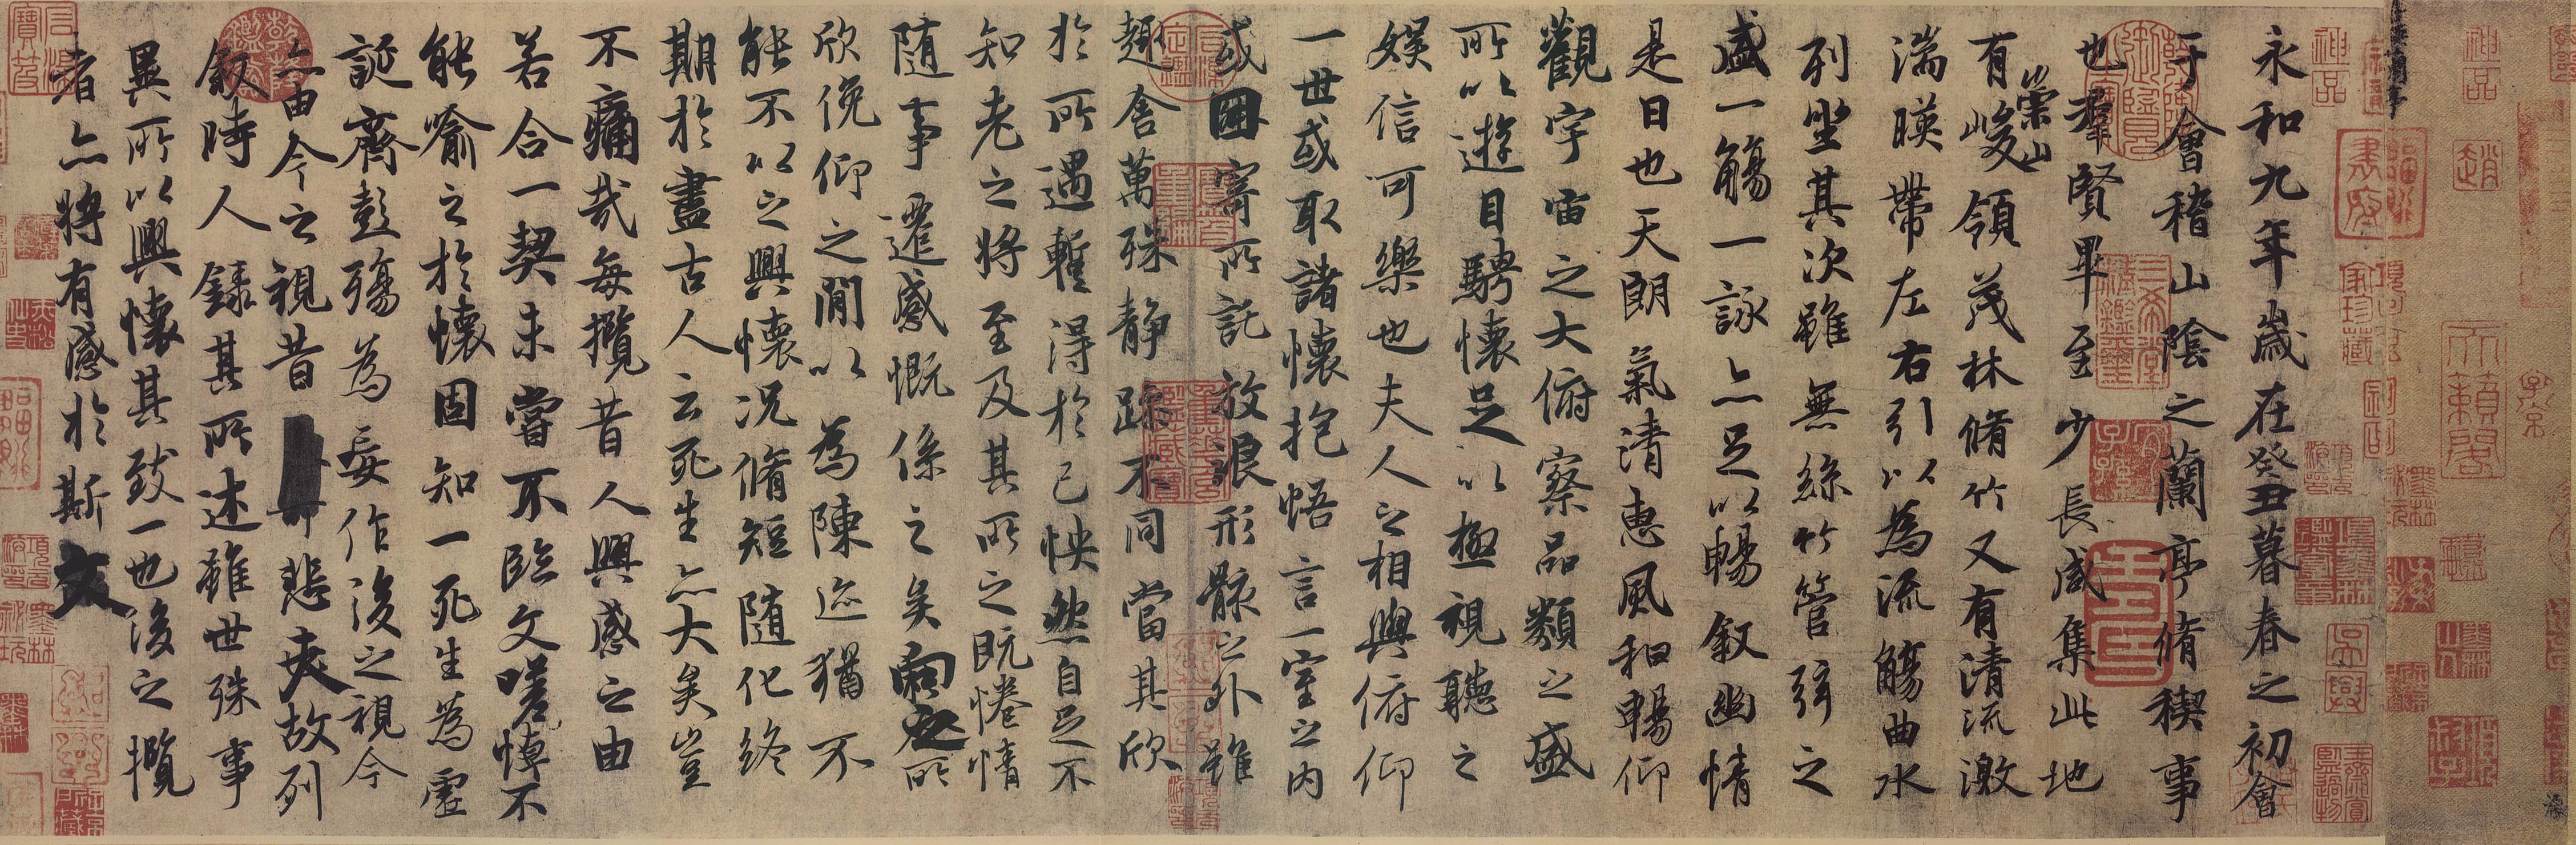 永和九年歲在癸丑暮春之初會
于會稽山陰之蘭亭脩稧事
也羣賢畢至少長咸集此地
有崇山峻領茂林脩竹又有清流激
湍暎帶左右引以為流觴曲水
列坐其次雖無絲竹管弦之
盛一觴一詠亦足以暢敘幽情
是日也天朗氣清惠風和暢仰
觀宇宙之大俯察品類之盛
所以遊目騁懷足以極視聽之
娛信可樂也夫人之相與俯仰
一世或取諸懷抱悟言一室之內
或因寄所託放浪形骸之外雖
趣舍萬殊靜躁不同當其欣
於所遇蹔得於己怏然自足不
知老之將至及其所之既惓情
隨事遷感慨係之矣向之所
欣俛仰之閒以為陳迹猶不
能不以之興懷況脩短隨化終
期於盡古人云死生亦大矣豈
不痛哉每攬昔人興感之由
若合一契未嘗不臨文嗟悼不
能喻之於懷固知一死生為虛
誕齊彭殤為妄作後之視今
亦由今之視昔悲夫故列
敘時人錄其所述雖世殊事
異所以興懷其致一也後之攬
者亦將有感於斯文
神品